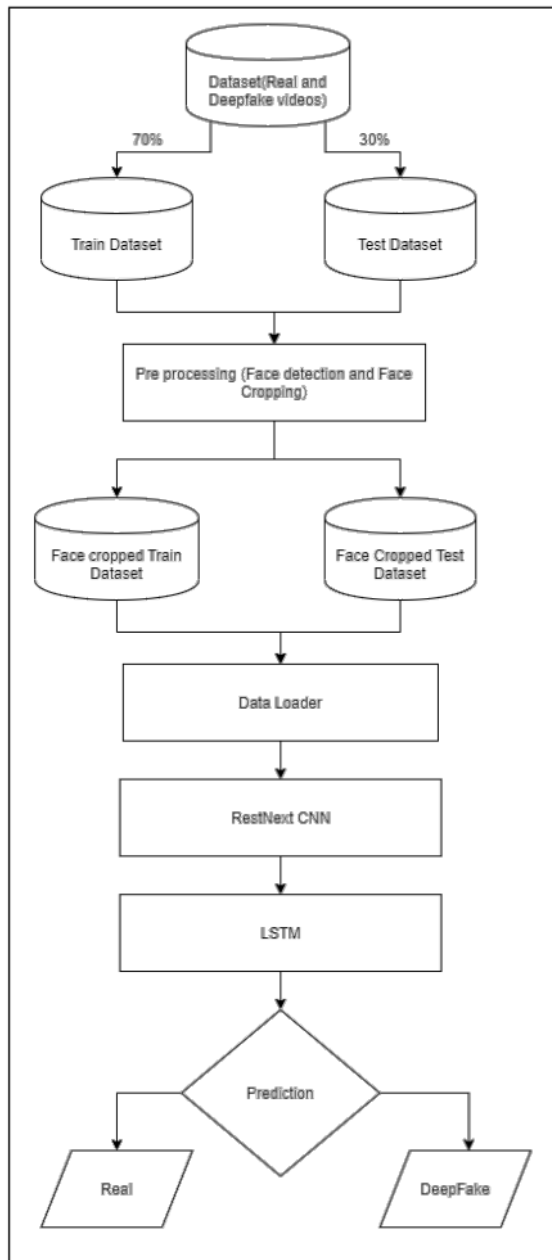 Dataset(Real and
Deepfake videos)
70%
30%
Train Dataset
Test Dataset
Pre processing (Face detection and Face
Cropping)
Face cropped Train
Dataset
Face Cropped Test
Dataset
Data Loader
RestNext CNN
LSTM
Prediction
Real
DeepFake